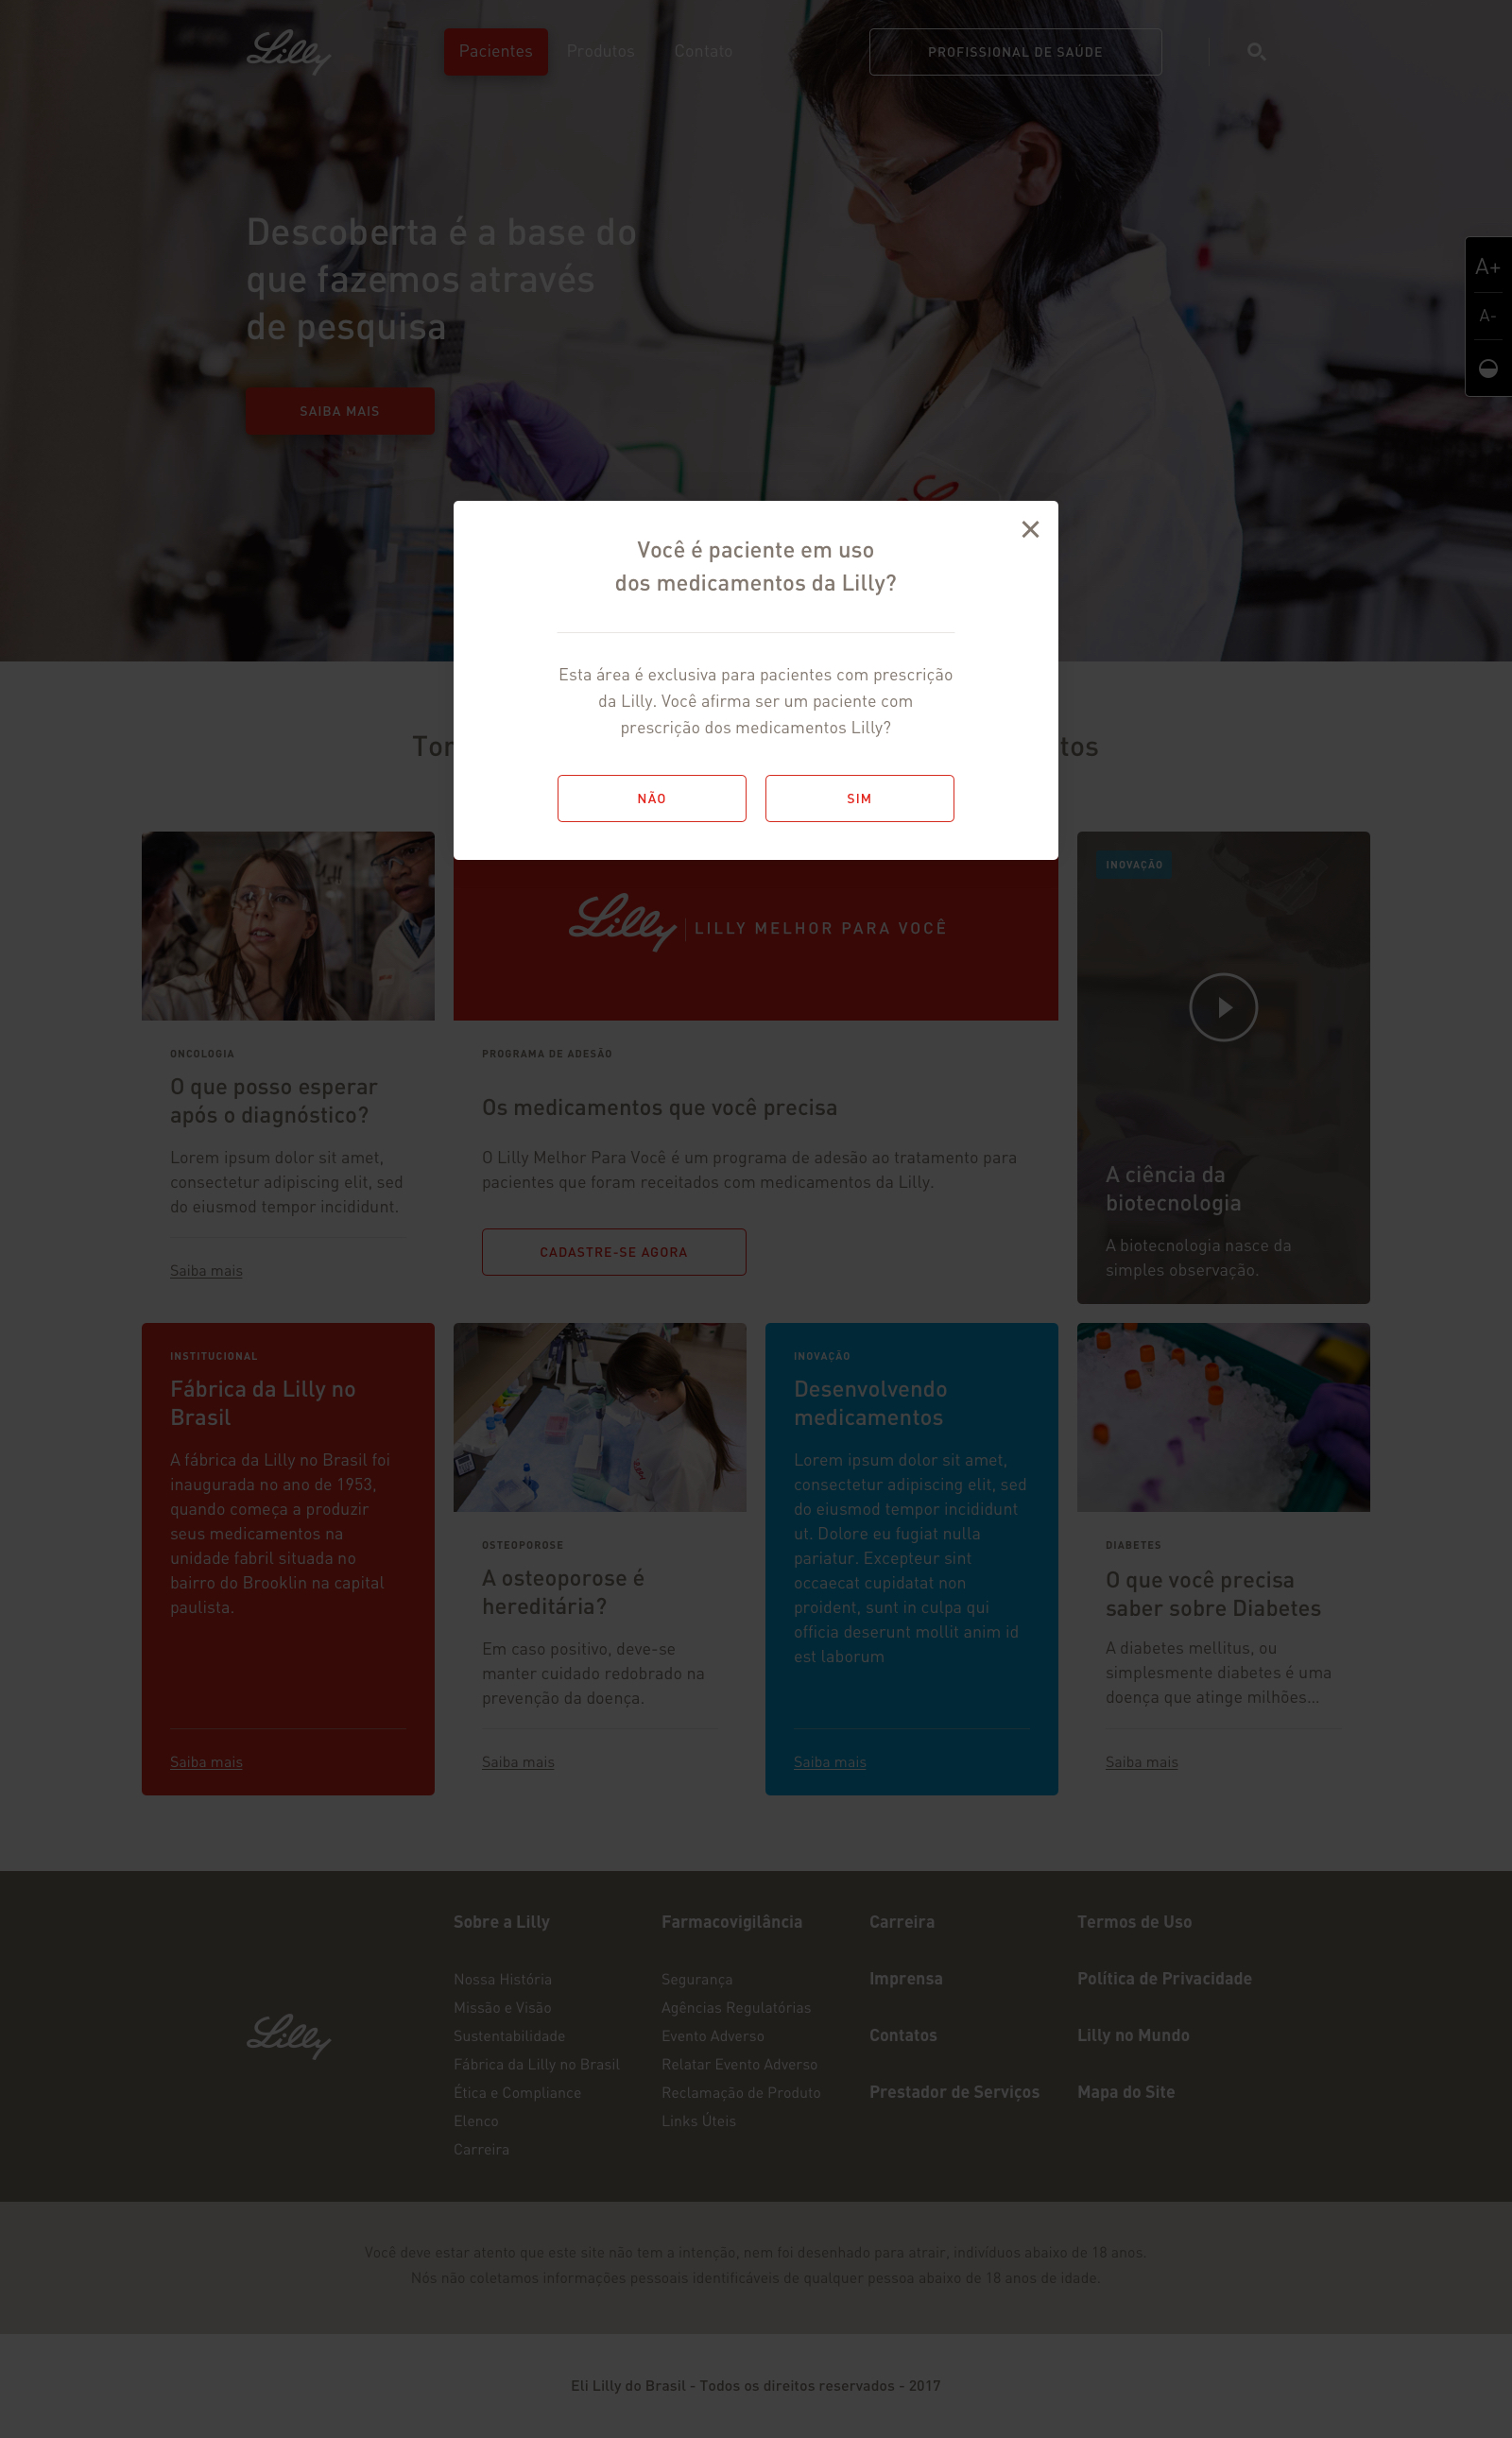 Lilly
Pacientes
Produtos
Contato
PROFISSIONAL DE SAÚDE
Descoberta é a base do
que fazemos através
de pesquisa
SAIBA MAIS
A+
A-
Você é paciente em uso
dos medicamentos da Lilly?
Esta área é exclusiva para pacientes com prescrição
da Lilly. Você afirma ser um paciente com
prescrição dos medicamentos Lilly?
NÃO
SIM
Lilly
LILLY MELHOR PARA VOCÊ
INOVAÇÃO
ONCOLOGIA
O que posso esperar
após o diagnóstico?
Lorem ipsum dolor sit amet,
consectetur adipiscing elit, sed
do eiusmod tempor incididunt.
Saiba mais
PROGRAMA DE ADESÃO
Os medicamentos que você precisa
O Lilly Melhor Para Você é um programa de adesão ao tratamento para
pacientes que foram receitados com medicamentos da Lilly.
CADASTRE-SE AGORA
A ciência da
biotecnologia
A biotecnologia nasce da
simples observação.
INSTITUCIONAL
Fábrica da Lilly no
Brasil
A fábrica da Lilly no Brasil foi
inaugurada no ano de 1953,
quando começa a produzir
seus medicamentos na
unidade fabril situada no
bairro do Brooklin na capital
paulista.
Saiba mais
OSTEOPOROSE
A osteoporose é
hereditária?
Em caso positivo, deve-se
manter cuidado redobrado na
prevenção da doença.
Saiba mais
INOVAÇÃO
Desenvolvendo
medicamentos
Lorem ipsum dolor sit amet,
consectetur adipiscing elit, sed
do eiusmod tempor incididunt
ut. Dolore eu fugiat nulla
pariatur. Excepteur sint
occaecat cupidatat non
proident, sunt in culpa qui
officia deserunt mollit anim id
est laborum
Saiba mais
DIABETES
O que você precisa
saber sobre Diabetes
A diabetes mellitus, ou
simplesmente diabetes é uma
doença que atinge milhões...
Saiba mais
Lilly
Sobre a Lilly
Nossa História
Missão e Visão
Sustentabilidade
Fábrica da Lilly no Brasil
Ética e Compliance
Elenco
Carreira
Farmacovigilância
Segurança
Agências Regulatórias
Evento Adverso
Relatar Evento Adverso
Reclamação de Produto
Links Úteis
Carreira
Imprensa
Contatos
Prestador de Serviços
Termos de Uso
Política de Privacidade
Lilly no Mundo
Mapa do Site
Você deve estar atento que este site não tem a intenção, nem foi desenhado para atrair, indivíduos abaixo de 18 anos.
Nós não coletamos informações pessoais identificáveis de qualquer pessoa abaixo de 18 anos de idade.
Eli Lilly do Brasil - Todos os direitos reservados - 2017